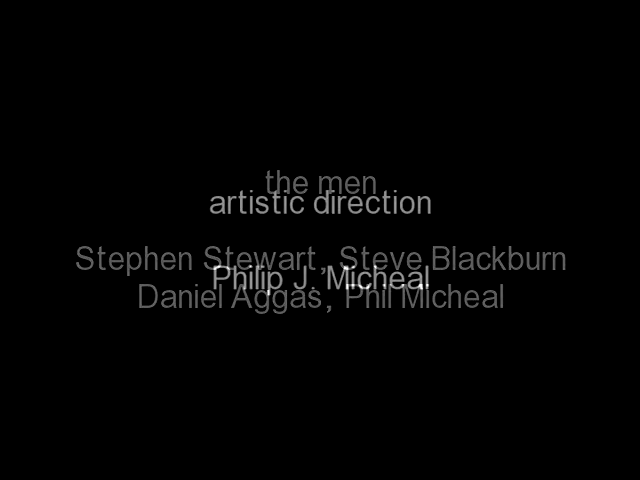 the men
artistic direction
Stephen Stewart, Steve Blackburn
Philip J. Micheal
Daniel Aggas, Phil Micheal